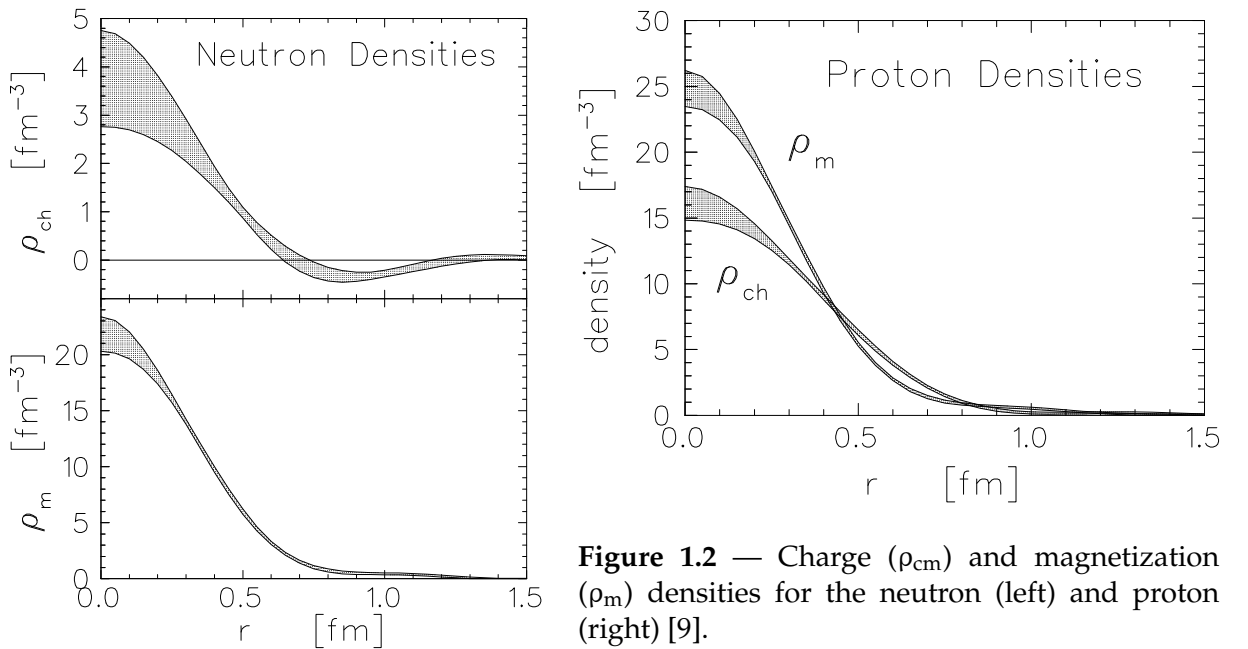 Neutron Densities
5
4
3
2
1
0
ρch [fm−3]
20
15
10
5
0
ρm [fm−3]
0.0 0.5 1.0 1.5
r [fm]
Proton Densities
30
25
20
15
10
5
0
density [fm−3]
ρm
ρch
0.0 0.5 1.0 1.5
r [fm]
Figure 1.2 — Charge (ρcm) and magnetization
(ρm) densities for the neutron (left) and proton
(right) [9].